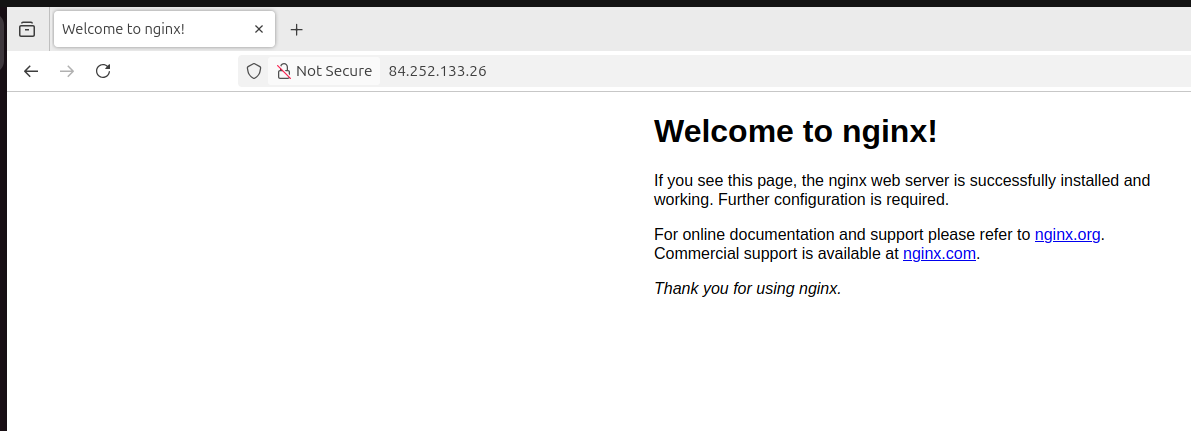 Welcome to nginx!
Not Secure 84.252.133.26
Welcome to nginx!
If you see this page, the nginx web server is successfully installed and
working. Further configuration is required.
For online documentation and support please refer to nginx.org.
Commercial support is available at nginx.com.
Thank you for using nginx.